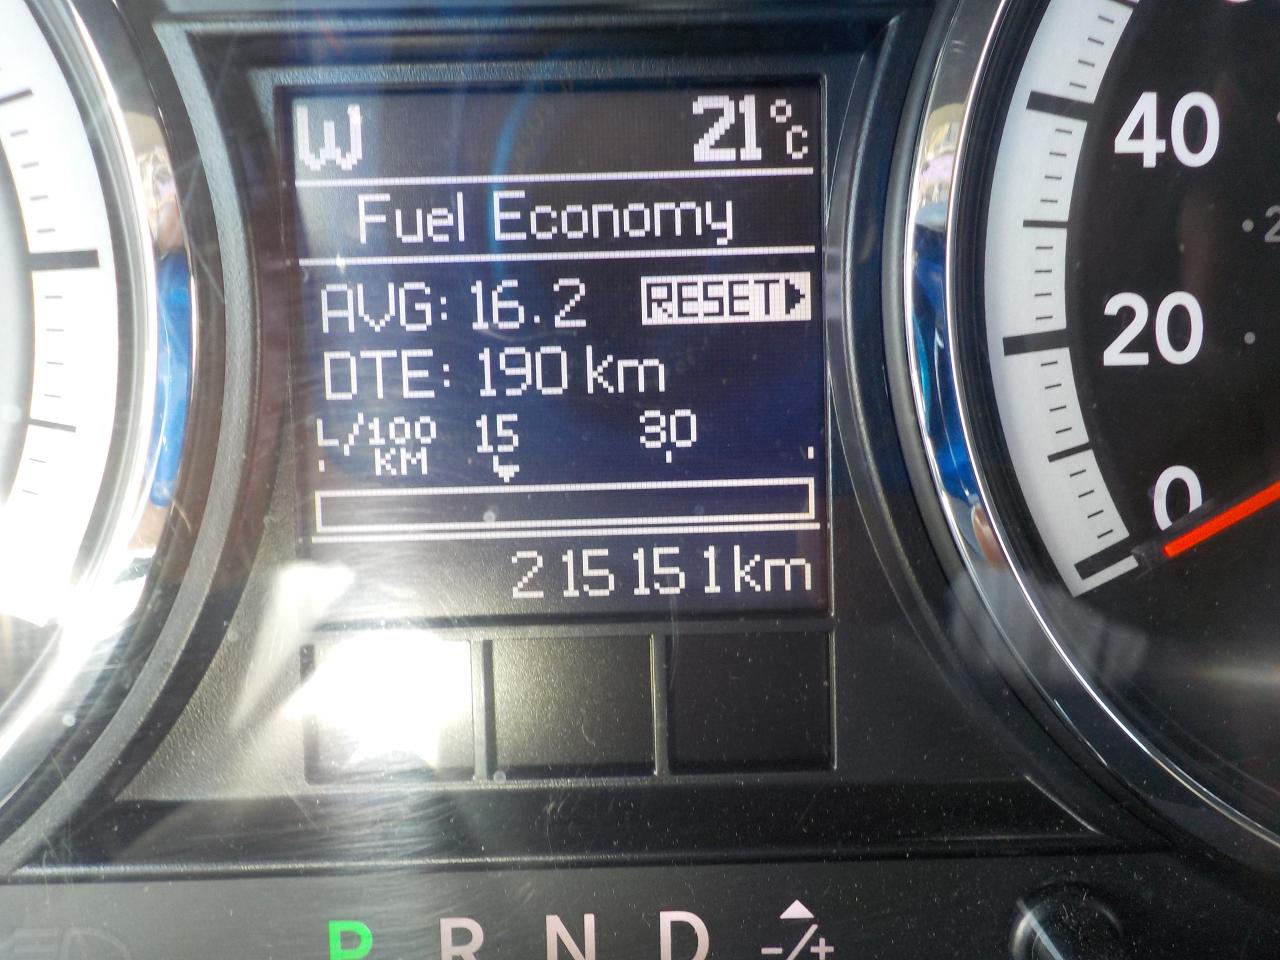 W 21°C
Fuel Economy
AVG: 16.2 RESET
DTE: 190 km
L/100 KM 15 30
215151km
40
20
0
P R N D -/+